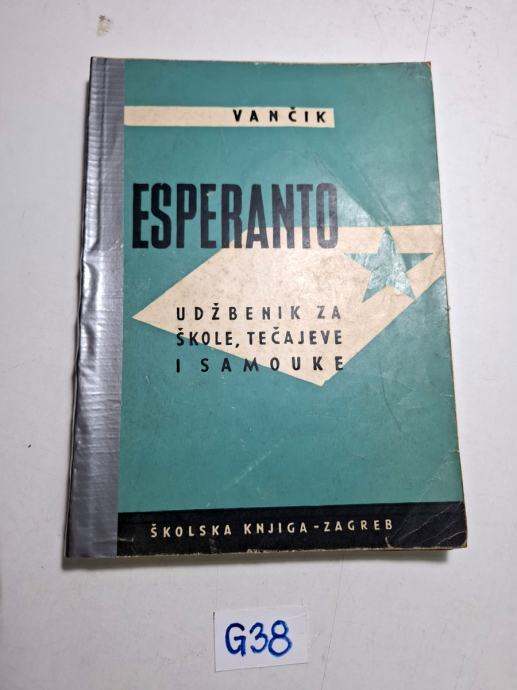 VANČIK
ESPERANTO
UDŽBENIK ZA
ŠKOLE, TEČAJEVE
I SAMOUKE
ŠKOLSKA KNJIGA-ZAGREB
G38